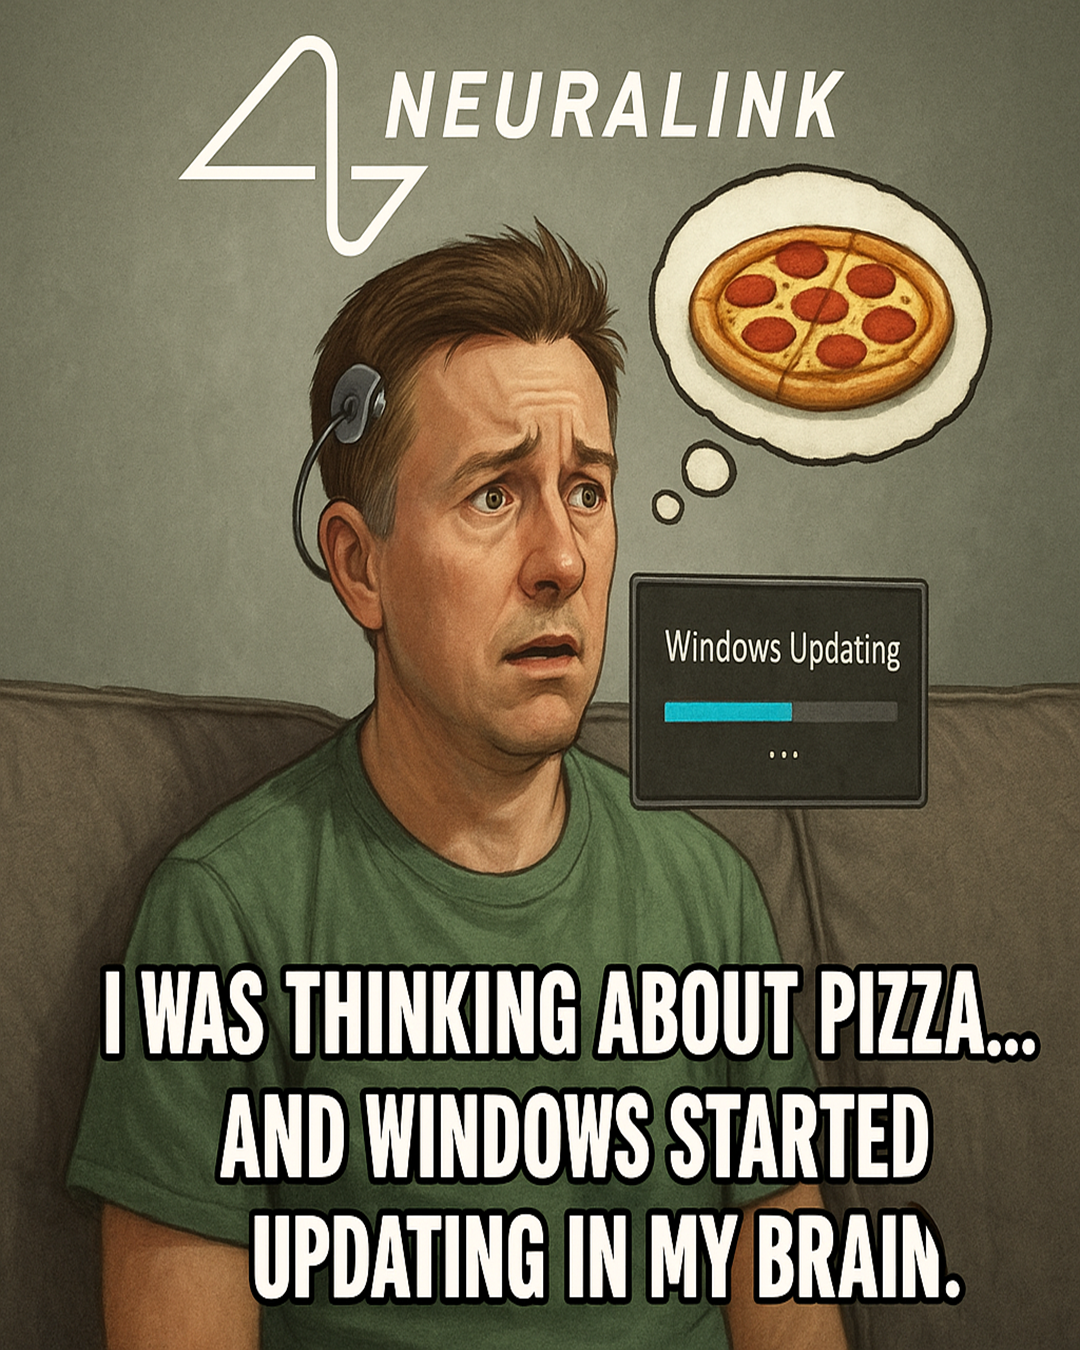 NEURALINK
Windows Updating
...
I WAS THINKING ABOUT PIZZA...
AND WINDOWS STARTED
UPDATING IN MY BRAIN.